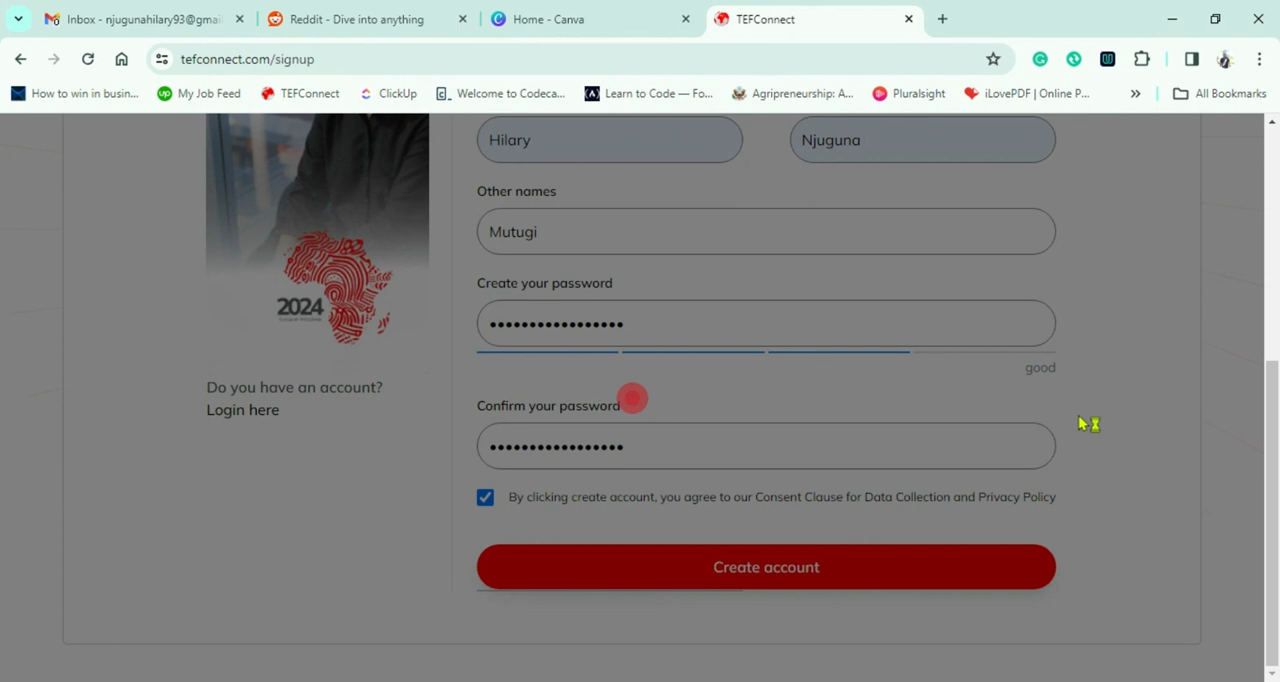 Inbox - njugunahilary93@gmai
Reddit - Dive into anything
Home - Canva
TEFConnect
tefconnect.com/signup
How to win in busin...
My Job Feed
TEFConnect
ClickUp
Welcome to Codeca...
Learn to Code — Fo...
Agripreneurship: A...
Pluralsight
iLovePDF | Online P...
All Bookmarks
Hilary
Njuguna
Other names
Mutugi
Create your password
good
2024
Do you have an account?
Login here
Confirm your password
By clicking create account, you agree to our Consent Clause for Data Collection and Privacy Policy
Create account